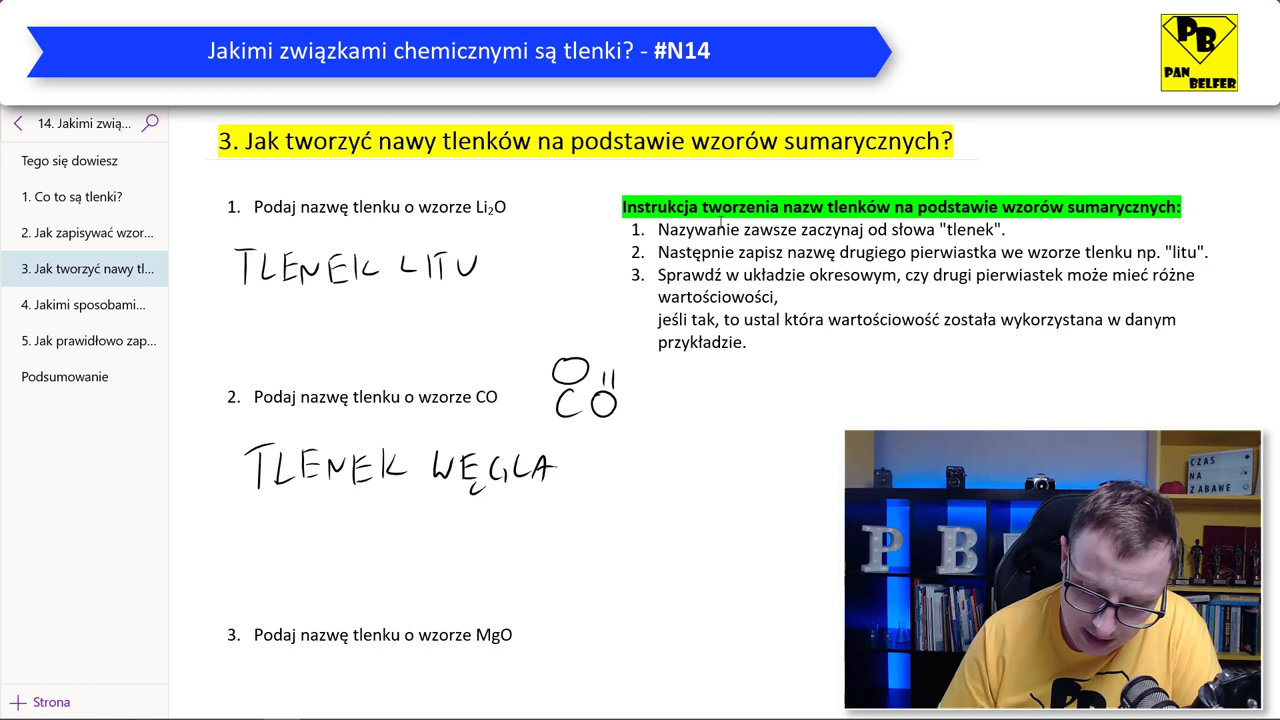 Jakimi związkami chemicznymi są tlenki? - #N14
PB
PAN
BELFER
14. Jakimi zwią...
Tego się dowiesz
1. Co to są tlenki?
2. Jak zapisywać wzor...
3. Jak tworzyć nawy tl...
4. Jakimi sposobami...
5. Jak prawidłowo zap...
Podsumowanie
Strona
3. Jak tworzyć nawy tlenków na podstawie wzorów sumarycznych?
1. Podaj nazwę tlenku o wzorze Li₂O
TLENEK LITU
2. Podaj nazwę tlenku o wzorze CO
O II
CO
TLENEK WĘGLA
3. Podaj nazwę tlenku o wzorze MgO
Instrukcja tworzenia nazw tlenków na podstawie wzorów sumarycznych:
1. Nazywanie zawsze zaczynaj od słowa "tlenek".
2. Następnie zapisz nazwę drugiego pierwiastka we wzorze tlenku np. "litu".
3. Sprawdź w układzie okresowym, czy drugi pierwiastek może mieć różne
wartościowości,
jeśli tak, to ustal która wartościowość została wykorzystana w danym
przykładzie.
CZAS
NA
ZABAWE
P B